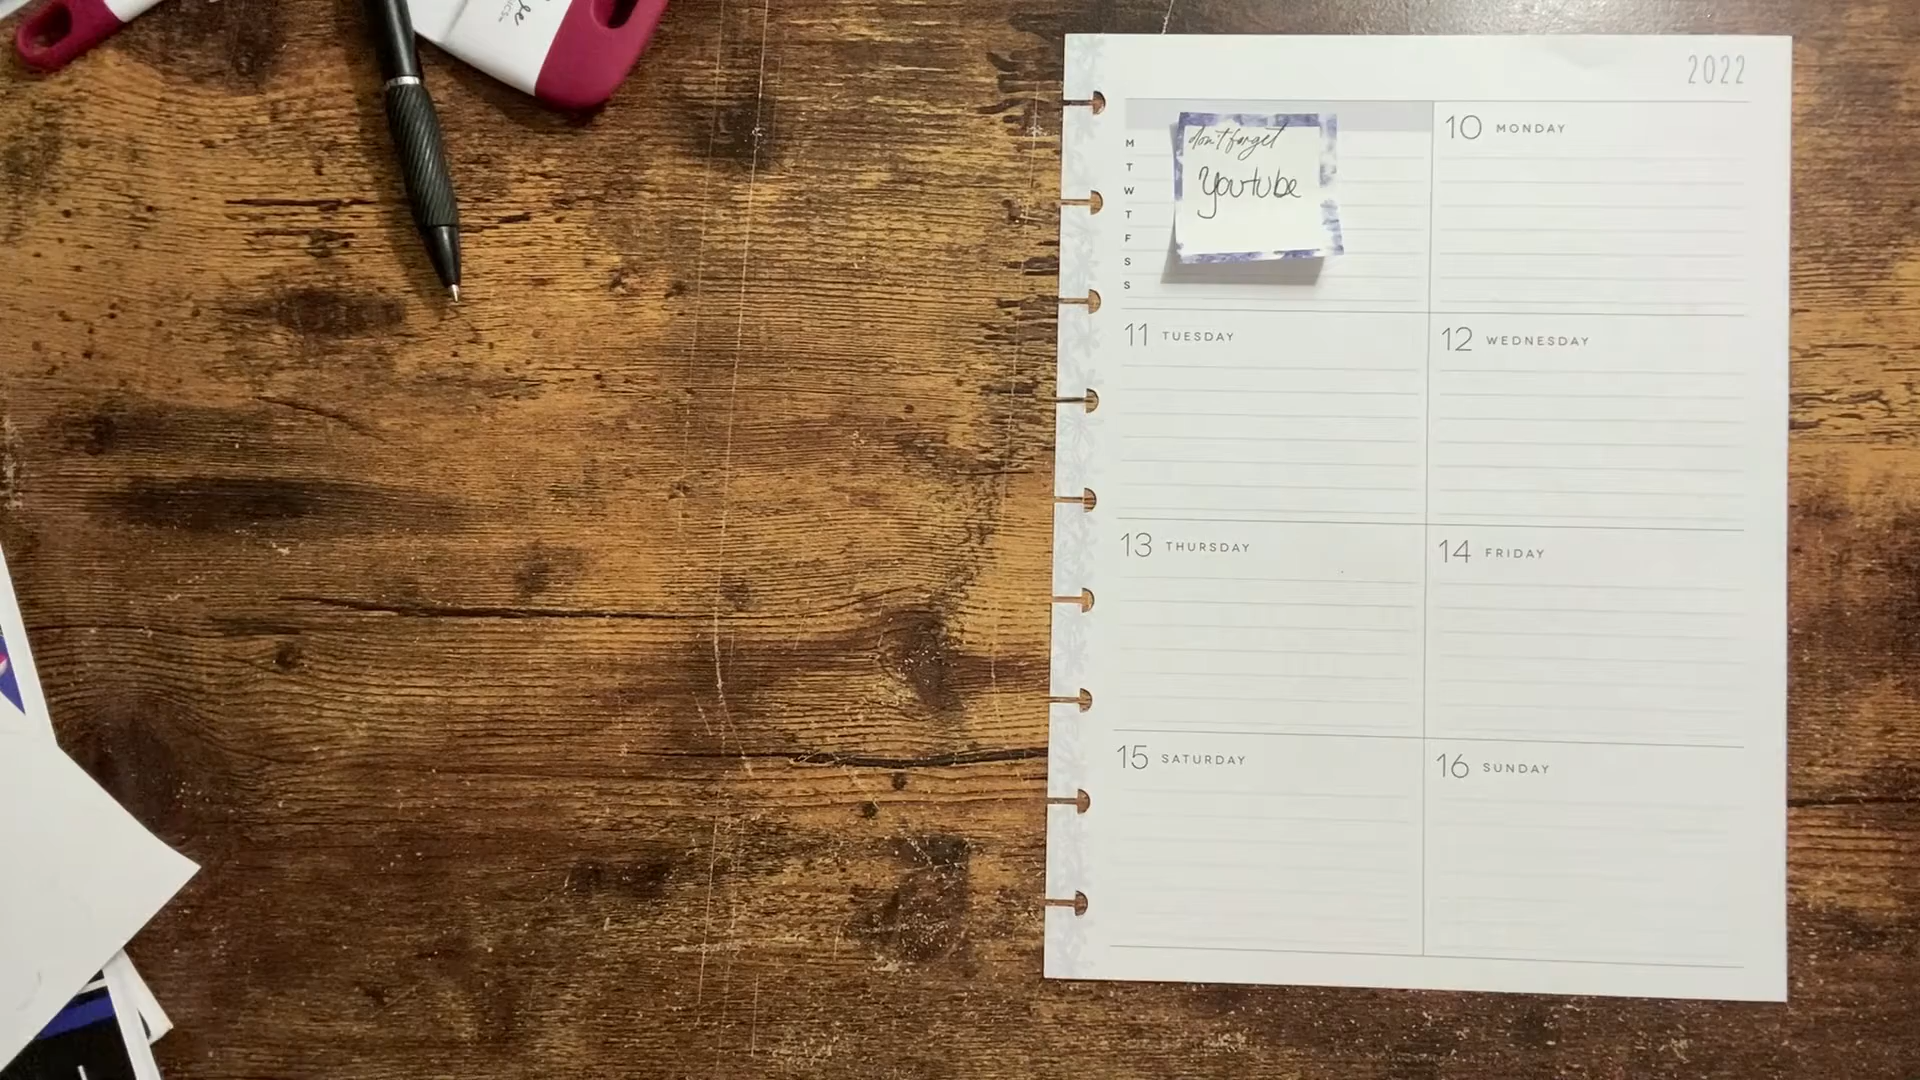 2022
don't forget
Youtube
M
T
W
T
F
S
S
10 MONDAY
11 TUESDAY
12 WEDNESDAY
13 THURSDAY
14 FRIDAY
15 SATURDAY
16 SUNDAY